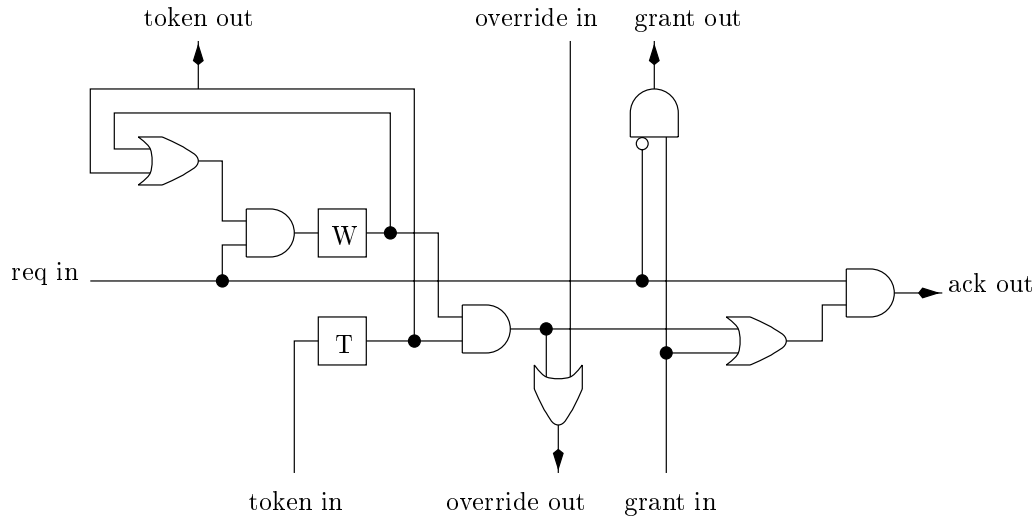 token out
override in
grant out
W
req in
ack out
T
token in
override out
grant in